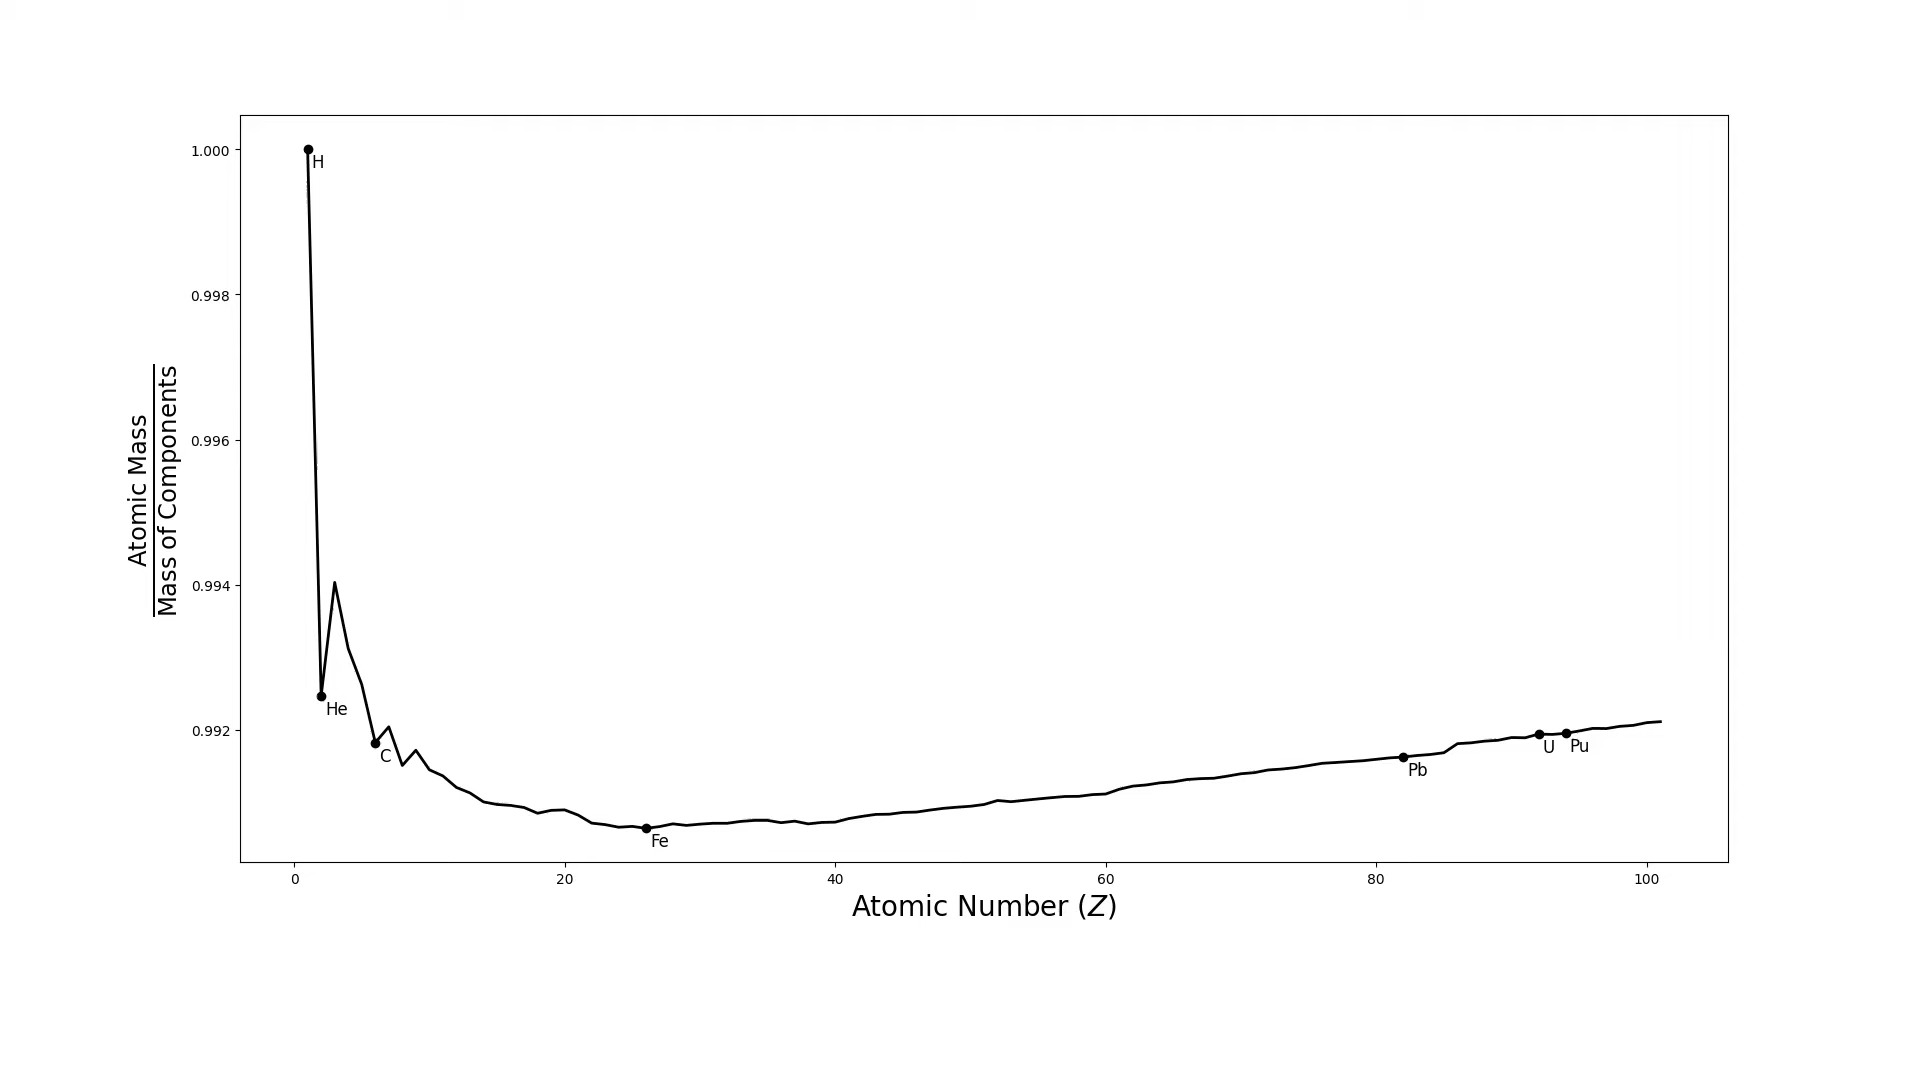 Atomic Mass
Mass of Components
1.000
0.998
0.996
0.994
0.992
H
He
C
Fe
Pb
U
Pu
0
20
40
60
80
100
Atomic Number (Z)